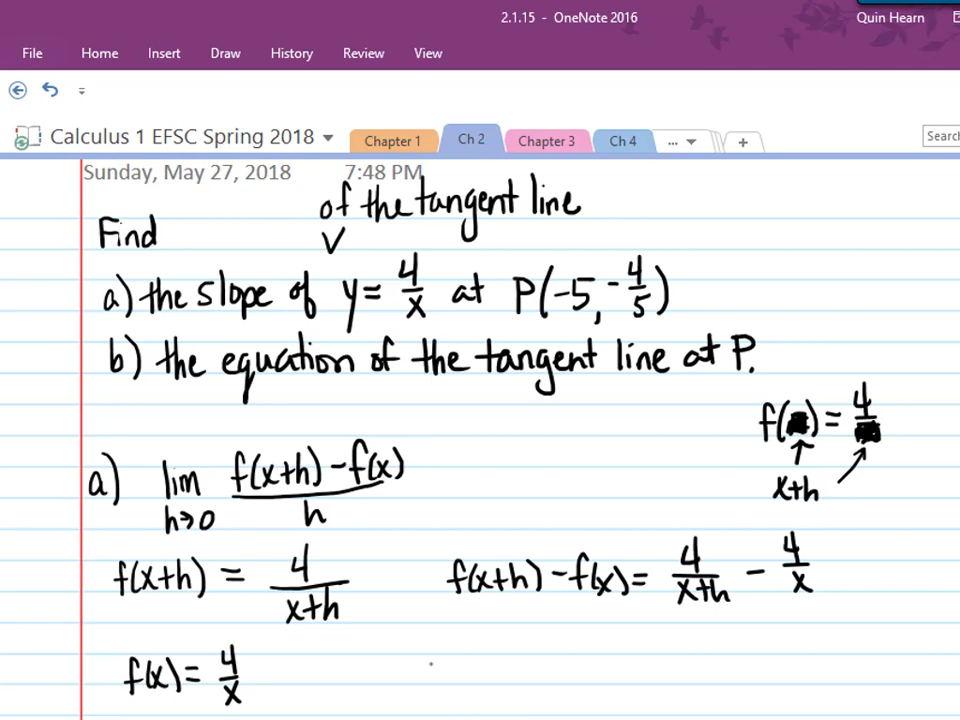 2.1.15 - OneNote 2016
Quin Hearn
File Home Insert Draw History Review View
Calculus 1 EFSC Spring 2018
Chapter 1 Ch 2 Chapter 3 Ch 4 ... +
Search
Sunday, May 27, 2018 7:48 PM
of the tangent line
Find
a) the slope of y = 4/x at P(-5, -4/5)
b) the equation of the tangent line at P.
f( ) = 4/
x+h
a) lim h→0 f(x+h) - f(x) / h
f(x+h) = 4/(x+h)
f(x+h) - f(x) = 4/(x+h) - 4/x
f(x) = 4/x